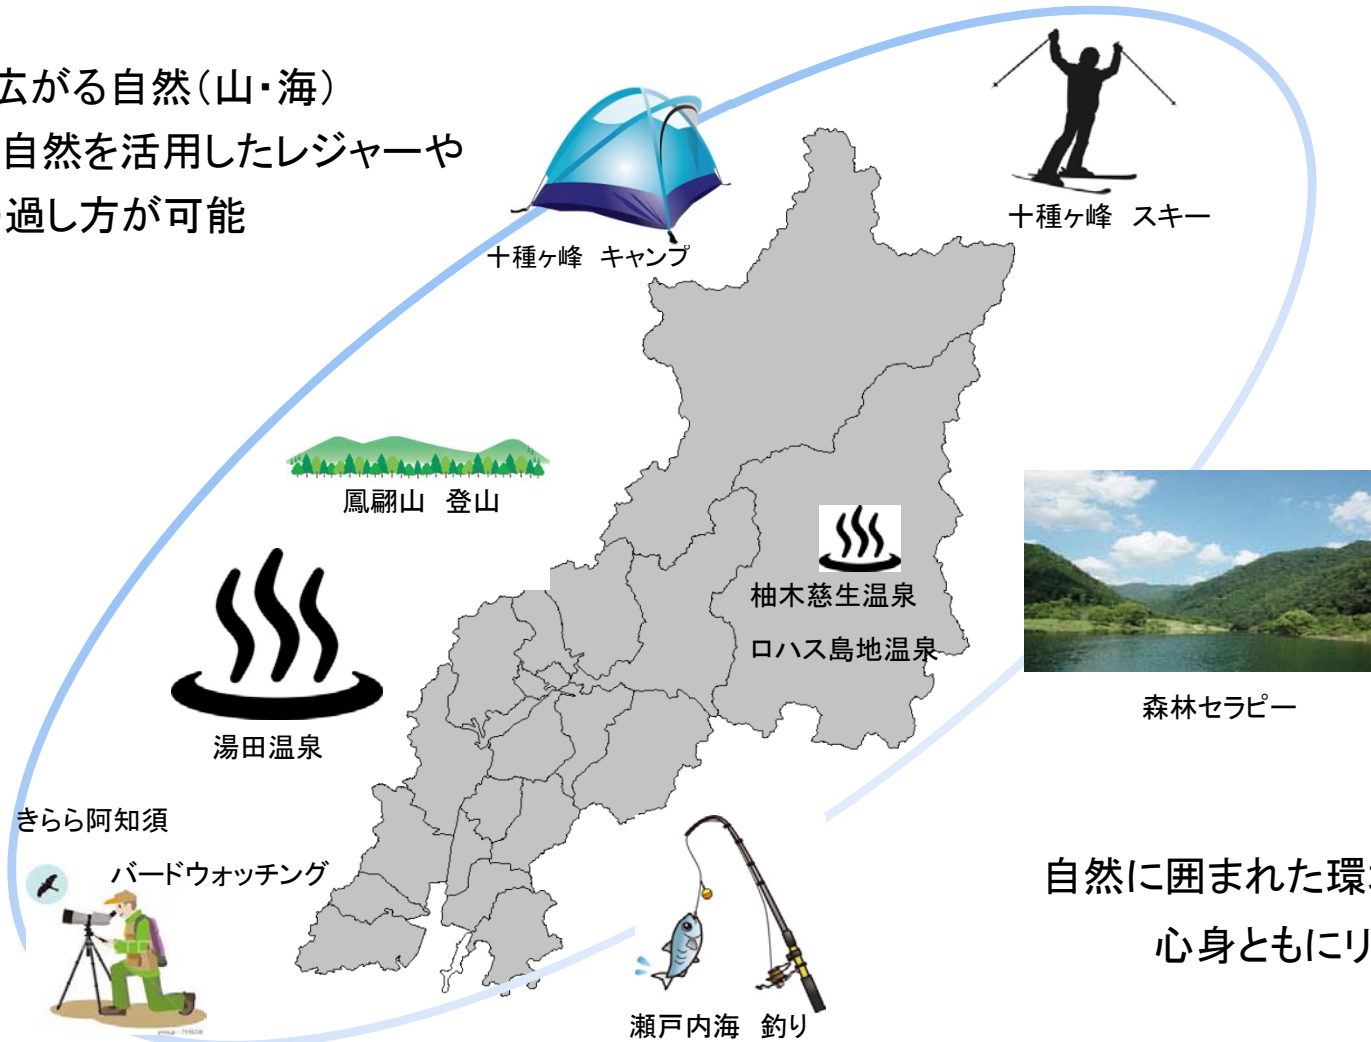 広がる自然(山・海)
自然を活用したレジャーや
過し方が可能
十種ヶ峰 キャンプ
十種ヶ峰 スキー
鳳翩山 登山
柚木慈生温泉
ロハス島地温泉
湯田温泉
森林セラピー
きらら阿知須
バードウォッチング
自然に囲まれた環
心身ともにリ
瀬戸内海 釣り